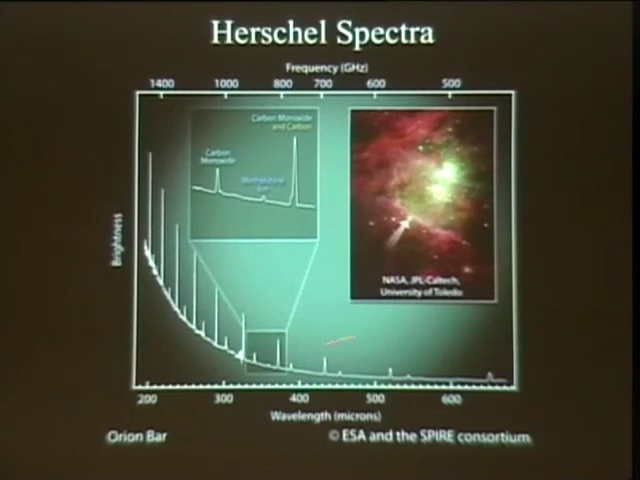 Herschel Spectra
Frequency (GHz)
1400 1000 800 700 600 500
Carbon Monoxide
and Carbon
Carbon
Monoxide
Brightness
NASA, JPL-Caltech,
University of Toledo
200 300 400 500 600
Wavelength (microns)
Orion Bar © ESA and the SPIRE consortium